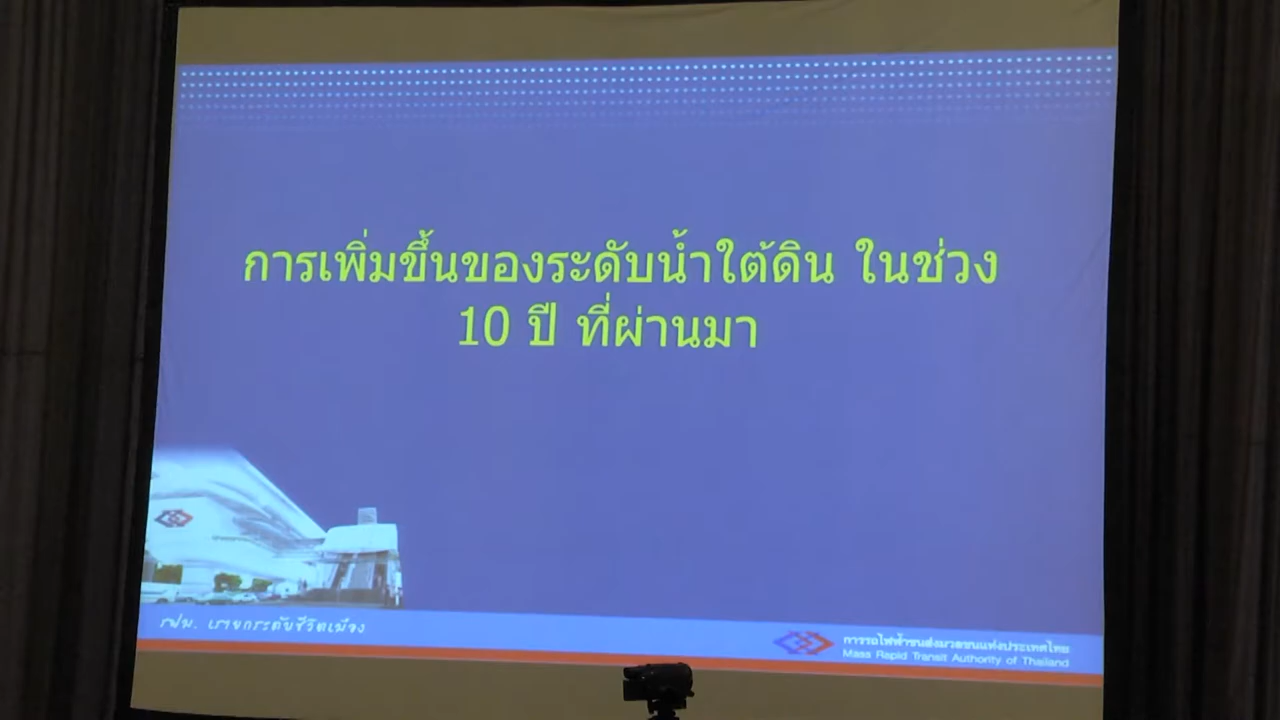 การเพิ่มขึ้นของระดับน้ำใต้ดิน ในช่วง
10 ปี ที่ผ่านมา
รฟม. เรายกระดับชีวิตเมือง
การรถไฟฟ้าขนส่งมวลชนแห่งประเทศไทย
Mass Rapid Transit Authority of Thailand